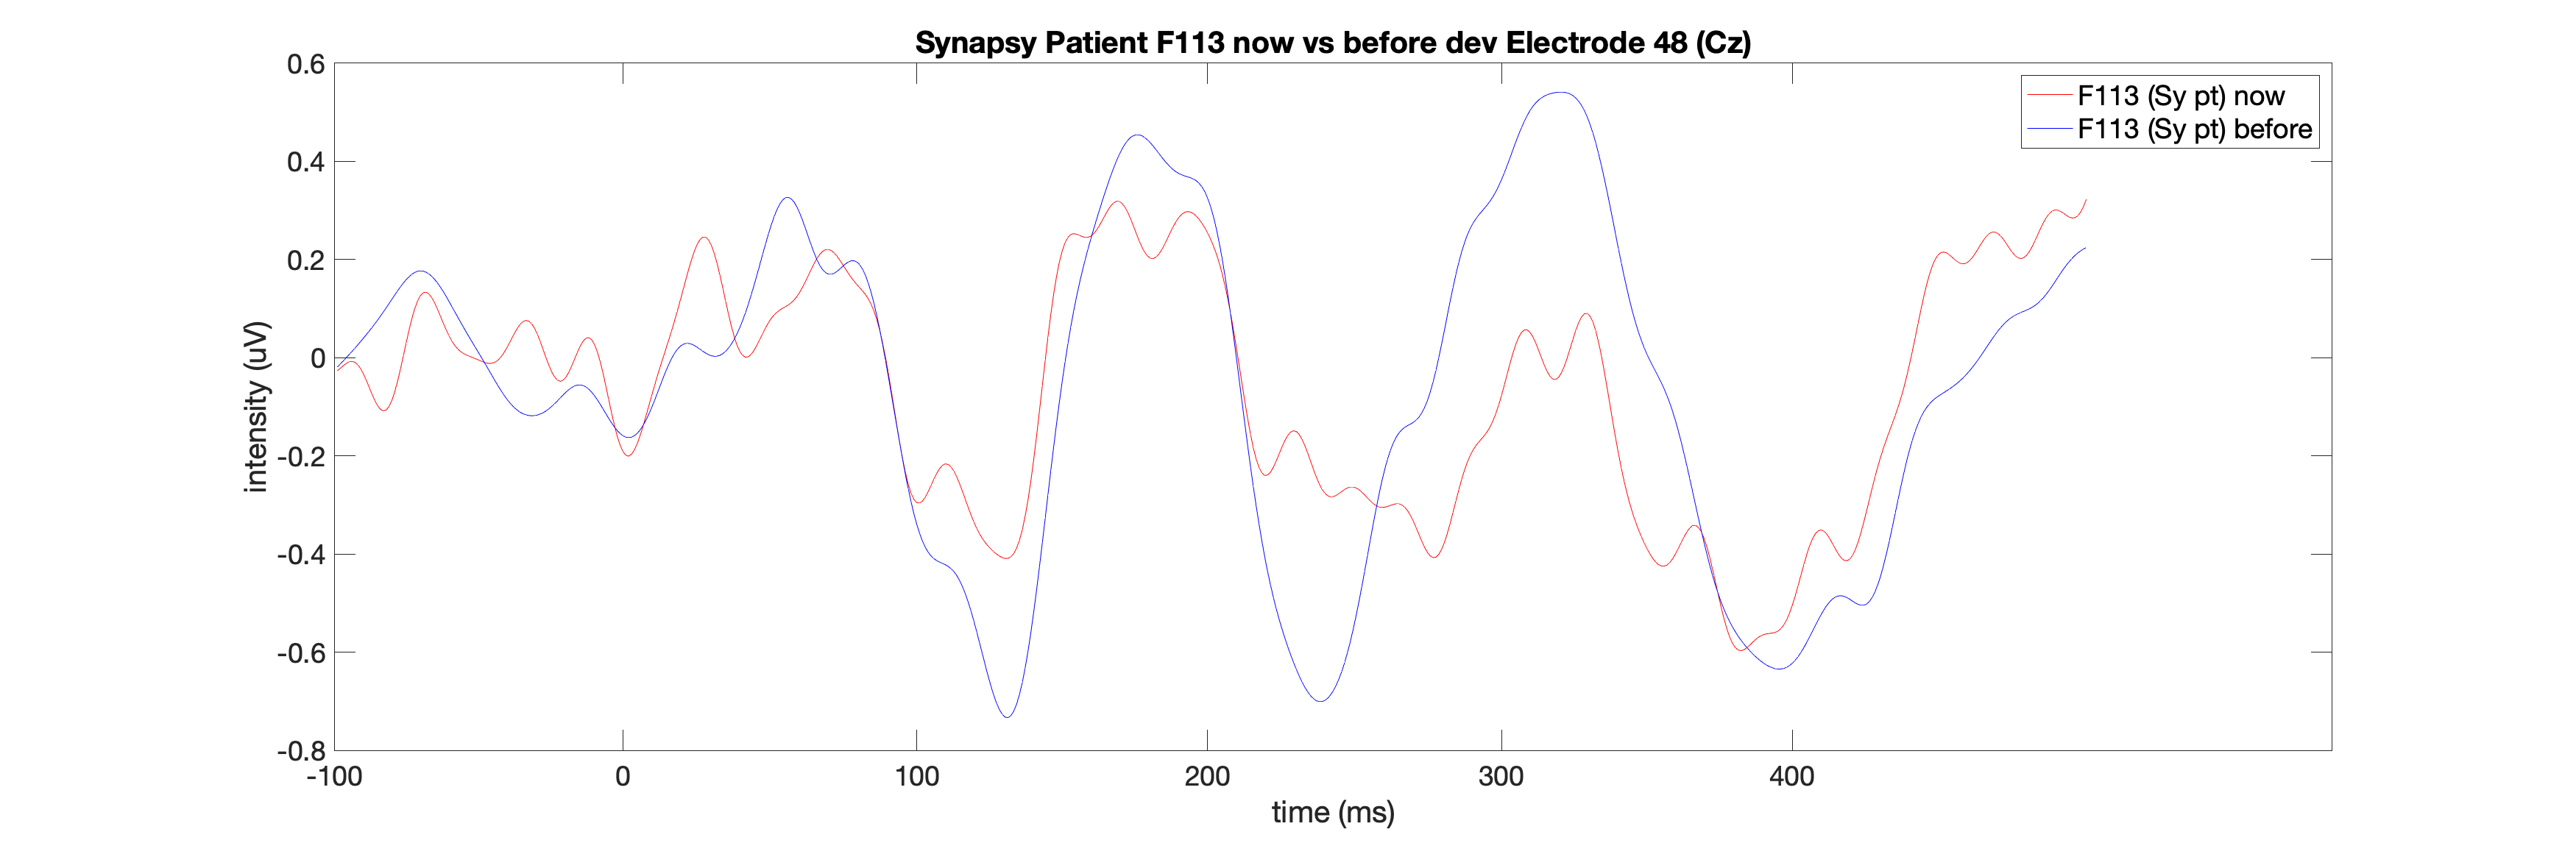 Synapsy Patient F113 now vs before dev Electrode 48 (Cz)
F113 (Sy pt) now
F113 (Sy pt) before
0.6
0.4
0.2
0
-0.2
-0.4
-0.6
-0.8
intensity (uV)
-100 0 100 200 300 400
time (ms)